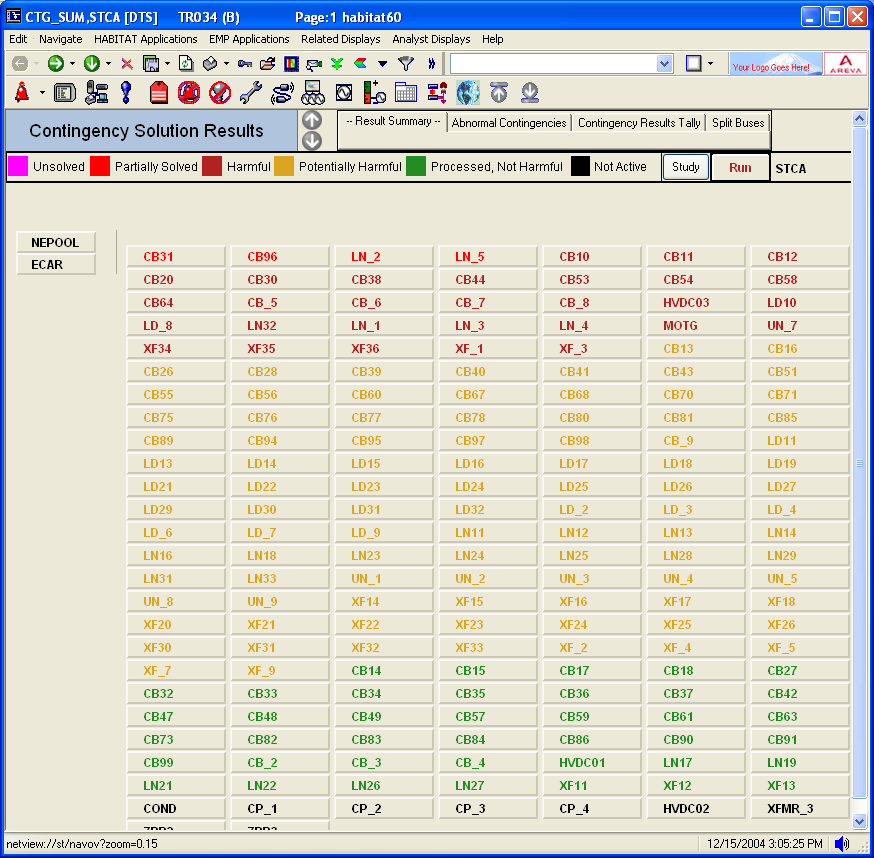 CTG_SUM,STCA [DTS] TR034 (B) Page:1 habitat60
Edit Navigate HABITAT Applications EMP Applications Related Displays Analyst Displays Help
Your Logo Goes Here! AREVA
Contingency Solution Results -- Result Summary -- Abnormal Contingencies Contingency Results Tally Split Buses
Unsolved Partially Solved Harmful Potentially Harmful Processed, Not Harmful Not Active Study Run STCA
NEPOOL
ECAR
CB31 CB96 LN_2 LN_5 CB10 CB11 CB12
CB20 CB30 CB38 CB44 CB53 CB54 CB58
CB64 CB_5 CB_6 CB_7 CB_8 HVDC03 LD10
LD_8 LN32 LN_1 LN_3 LN_4 MOTG UN_7
XF34 XF35 XF36 XF_1 XF_3 CB13 CB16
CB26 CB28 CB39 CB40 CB41 CB43 CB51
CB55 CB56 CB60 CB67 CB68 CB70 CB71
CB75 CB76 CB77 CB78 CB80 CB81 CB85
CB89 CB94 CB95 CB97 CB98 CB_9 LD11
LD13 LD14 LD15 LD16 LD17 LD18 LD19
LD21 LD22 LD23 LD24 LD25 LD26 LD27
LD29 LD30 LD31 LD32 LD_2 LD_3 LD_4
LD_6 LD_7 LD_9 LN11 LN12 LN13 LN14
LN16 LN18 LN23 LN24 LN25 LN28 LN29
LN31 LN33 UN_1 UN_2 UN_3 UN_4 UN_5
UN_8 UN_9 XF14 XF15 XF16 XF17 XF18
XF20 XF21 XF22 XF23 XF24 XF25 XF26
XF30 XF31 XF32 XF33 XF_2 XF_4 XF_5
XF_7 XF_9 CB14 CB15 CB17 CB18 CB27
CB32 CB33 CB34 CB35 CB36 CB37 CB42
CB47 CB48 CB49 CB57 CB59 CB61 CB63
CB73 CB82 CB83 CB84 CB86 CB90 CB91
CB99 CB_2 CB_3 CB_4 HVDC01 LN17 LN19
LN21 LN22 LN26 LN27 XF11 XF12 XF13
COND CP_1 CP_2 CP_3 CP_4 HVDC02 XFMR_3
netview://st/navov?zoom=0.15 12/15/2004 3:05:25 PM